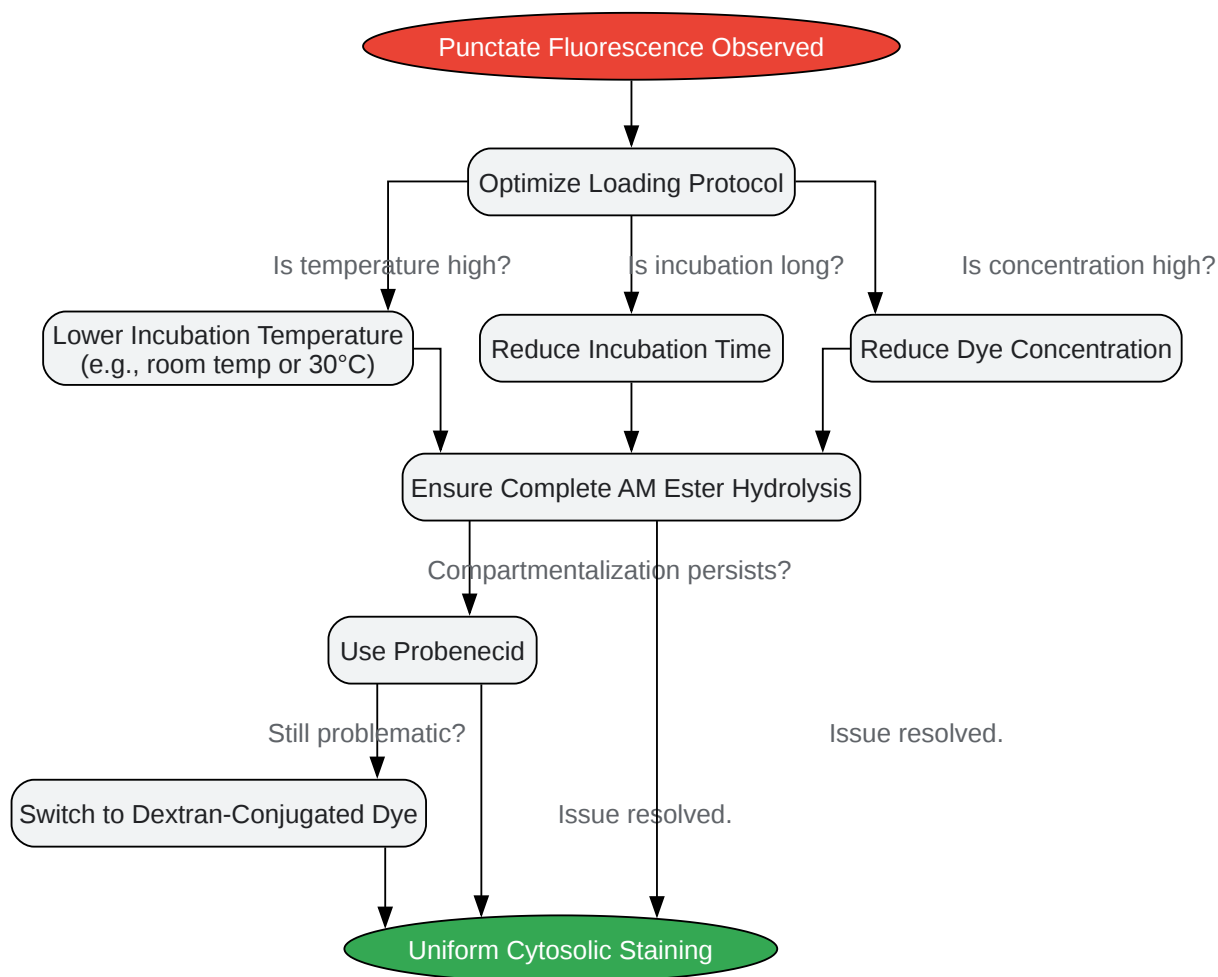 Punctate Fluorescence Observed
Optimize Loading Protocol
Is temperature high?
Is incubation long?
Is concentration high?
Lower Incubation Temperature
(e.g., room temp or 30°C)
Reduce Incubation Time
Reduce Dye Concentration
Ensure Complete AM Ester Hydrolysis
Compartmentalization persists?
Use Probenecid
Still problematic?
Issue resolved.
Switch to Dextran-Conjugated Dye
Issue resolved.
Uniform Cytosolic Staining